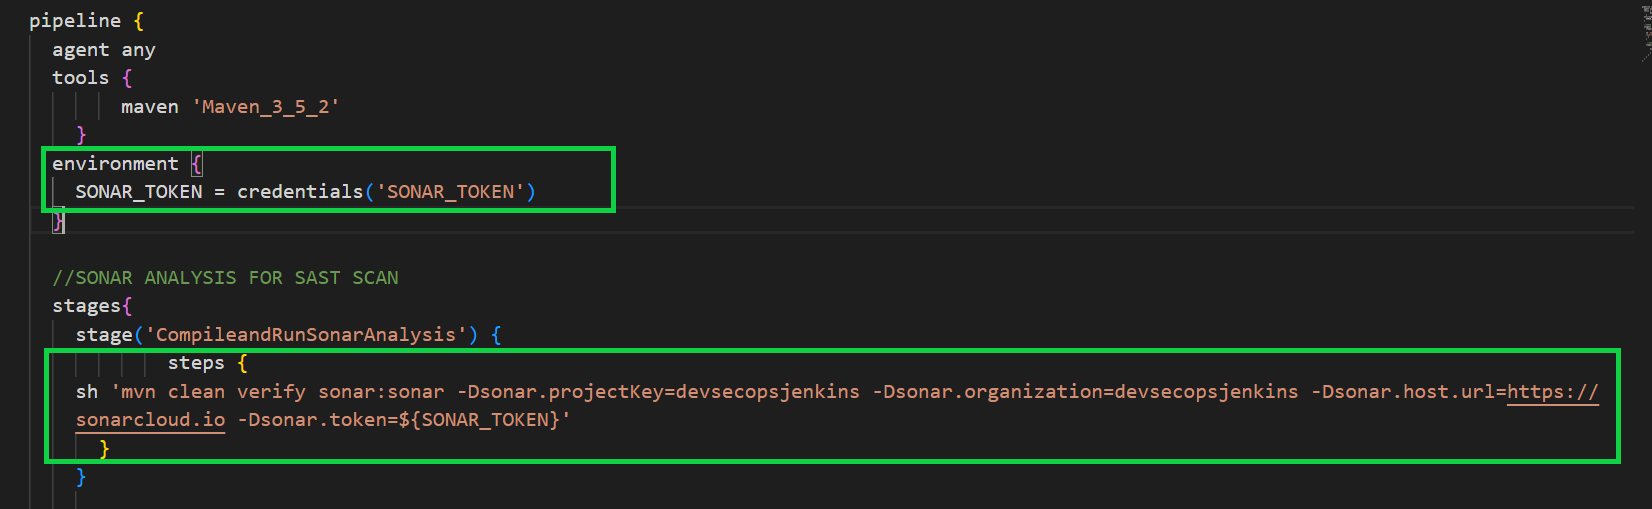 pipeline {
agent any
tools {
maven 'Maven_3_5_2'
}
environment {
SONAR_TOKEN = credentials('SONAR_TOKEN')
}
//SONAR ANALYSIS FOR SAST SCAN
stages{
stage('CompileandRunSonarAnalysis') {
steps {
sh 'mvn clean verify sonar:sonar -Dsonar.projectKey=devsecopsjenkins -Dsonar.organization=devsecopsjenkins -Dsonar.host.url=https://
sonarcloud.io -Dsonar.token=${SONAR_TOKEN}'
}
}